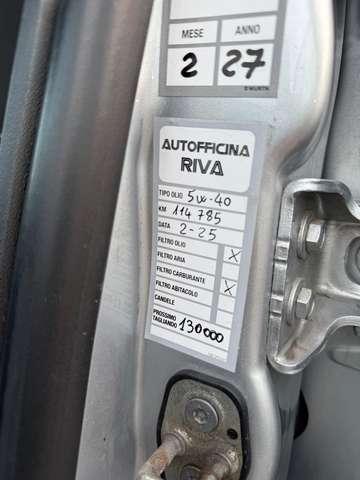 MESE ANNO
2 27
WÜRTH
AUTOFFICINA
RIVA
TIPO OLIO 5W-40
KM 114785
DATA 2-25
FILTRO OLIO X
FILTRO ARIA
FILTRO CARBURANTE
FILTRO ABITACOLO X
CANDELE
PROSSIMO TAGLIANDO 130000